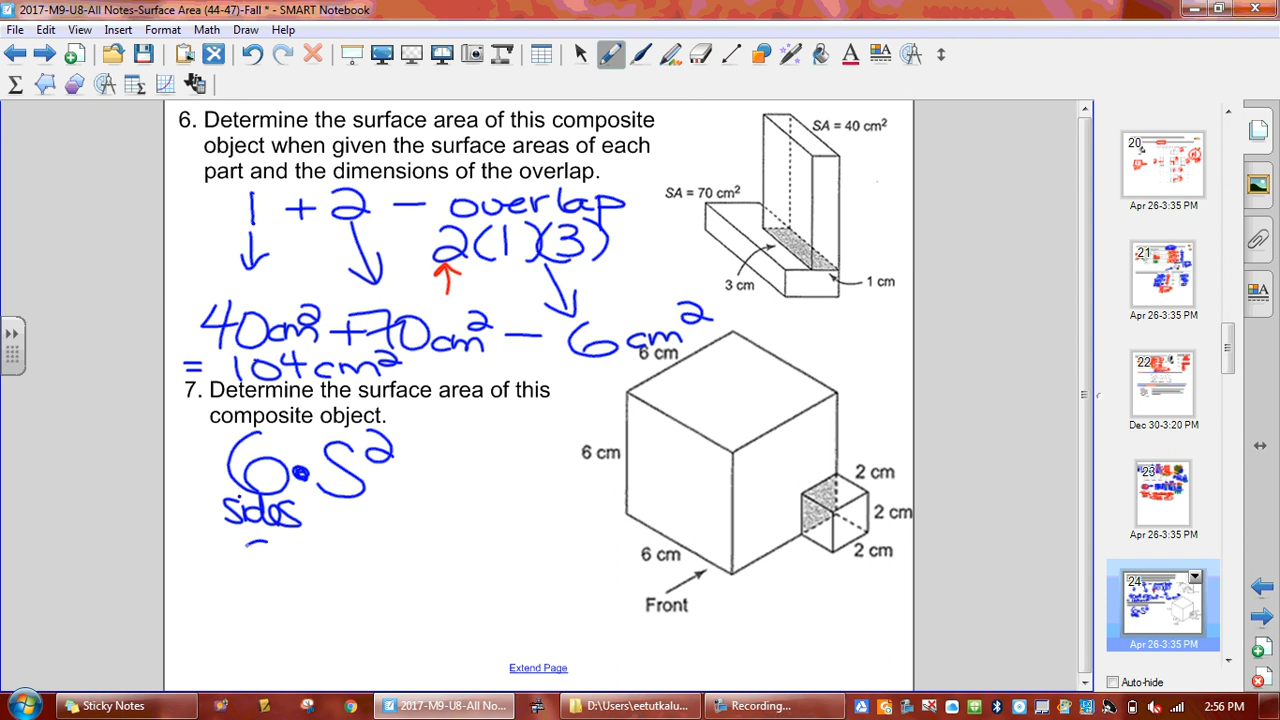 2017-M9-U8-All Notes-Surface Area (44-47)-Fall * - SMART Notebook
File Edit View Insert Format Math Draw Help
6. Determine the surface area of this composite
object when given the surface areas of each
part and the dimensions of the overlap.
SA = 40 cm²
SA = 70 cm²
3 cm
1 cm
1 + 2 - overlap
2(1)(3)
40cm² + 70cm² - 6cm²
= 104cm²
7. Determine the surface area of this
composite object.
6 • S²
sides
6 cm
6 cm
6 cm
2 cm
2 cm
2 cm
Front
Extend Page
20
Apr 26-3:35 PM
21
Apr 26-3:35 PM
22
Dec 30-3:20 PM
23
Apr 26-3:35 PM
24
Apr 26-3:35 PM
Auto-hide
Sticky Notes
2017-M9-U8-All No...
D:\Users\eetutkalu...
Recording...
2:56 PM